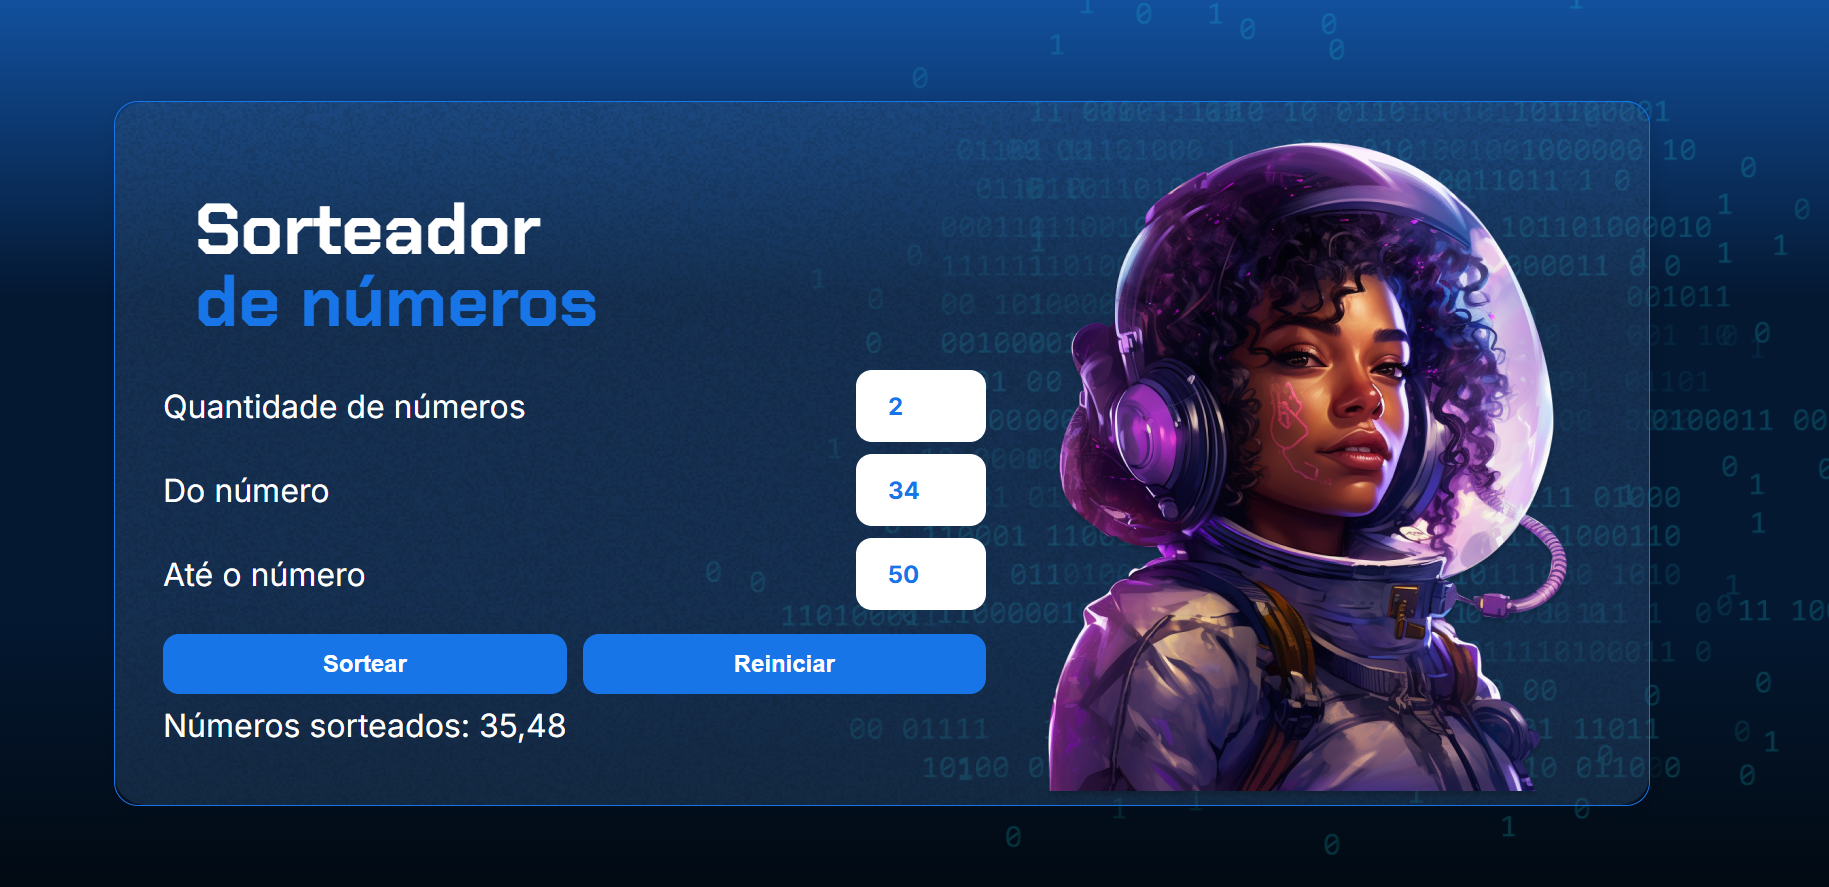 Sorteador
de números
Quantidade de números
2
Do número
34
Até o número
50
Sortear
Reiniciar
Números sorteados: 35,48